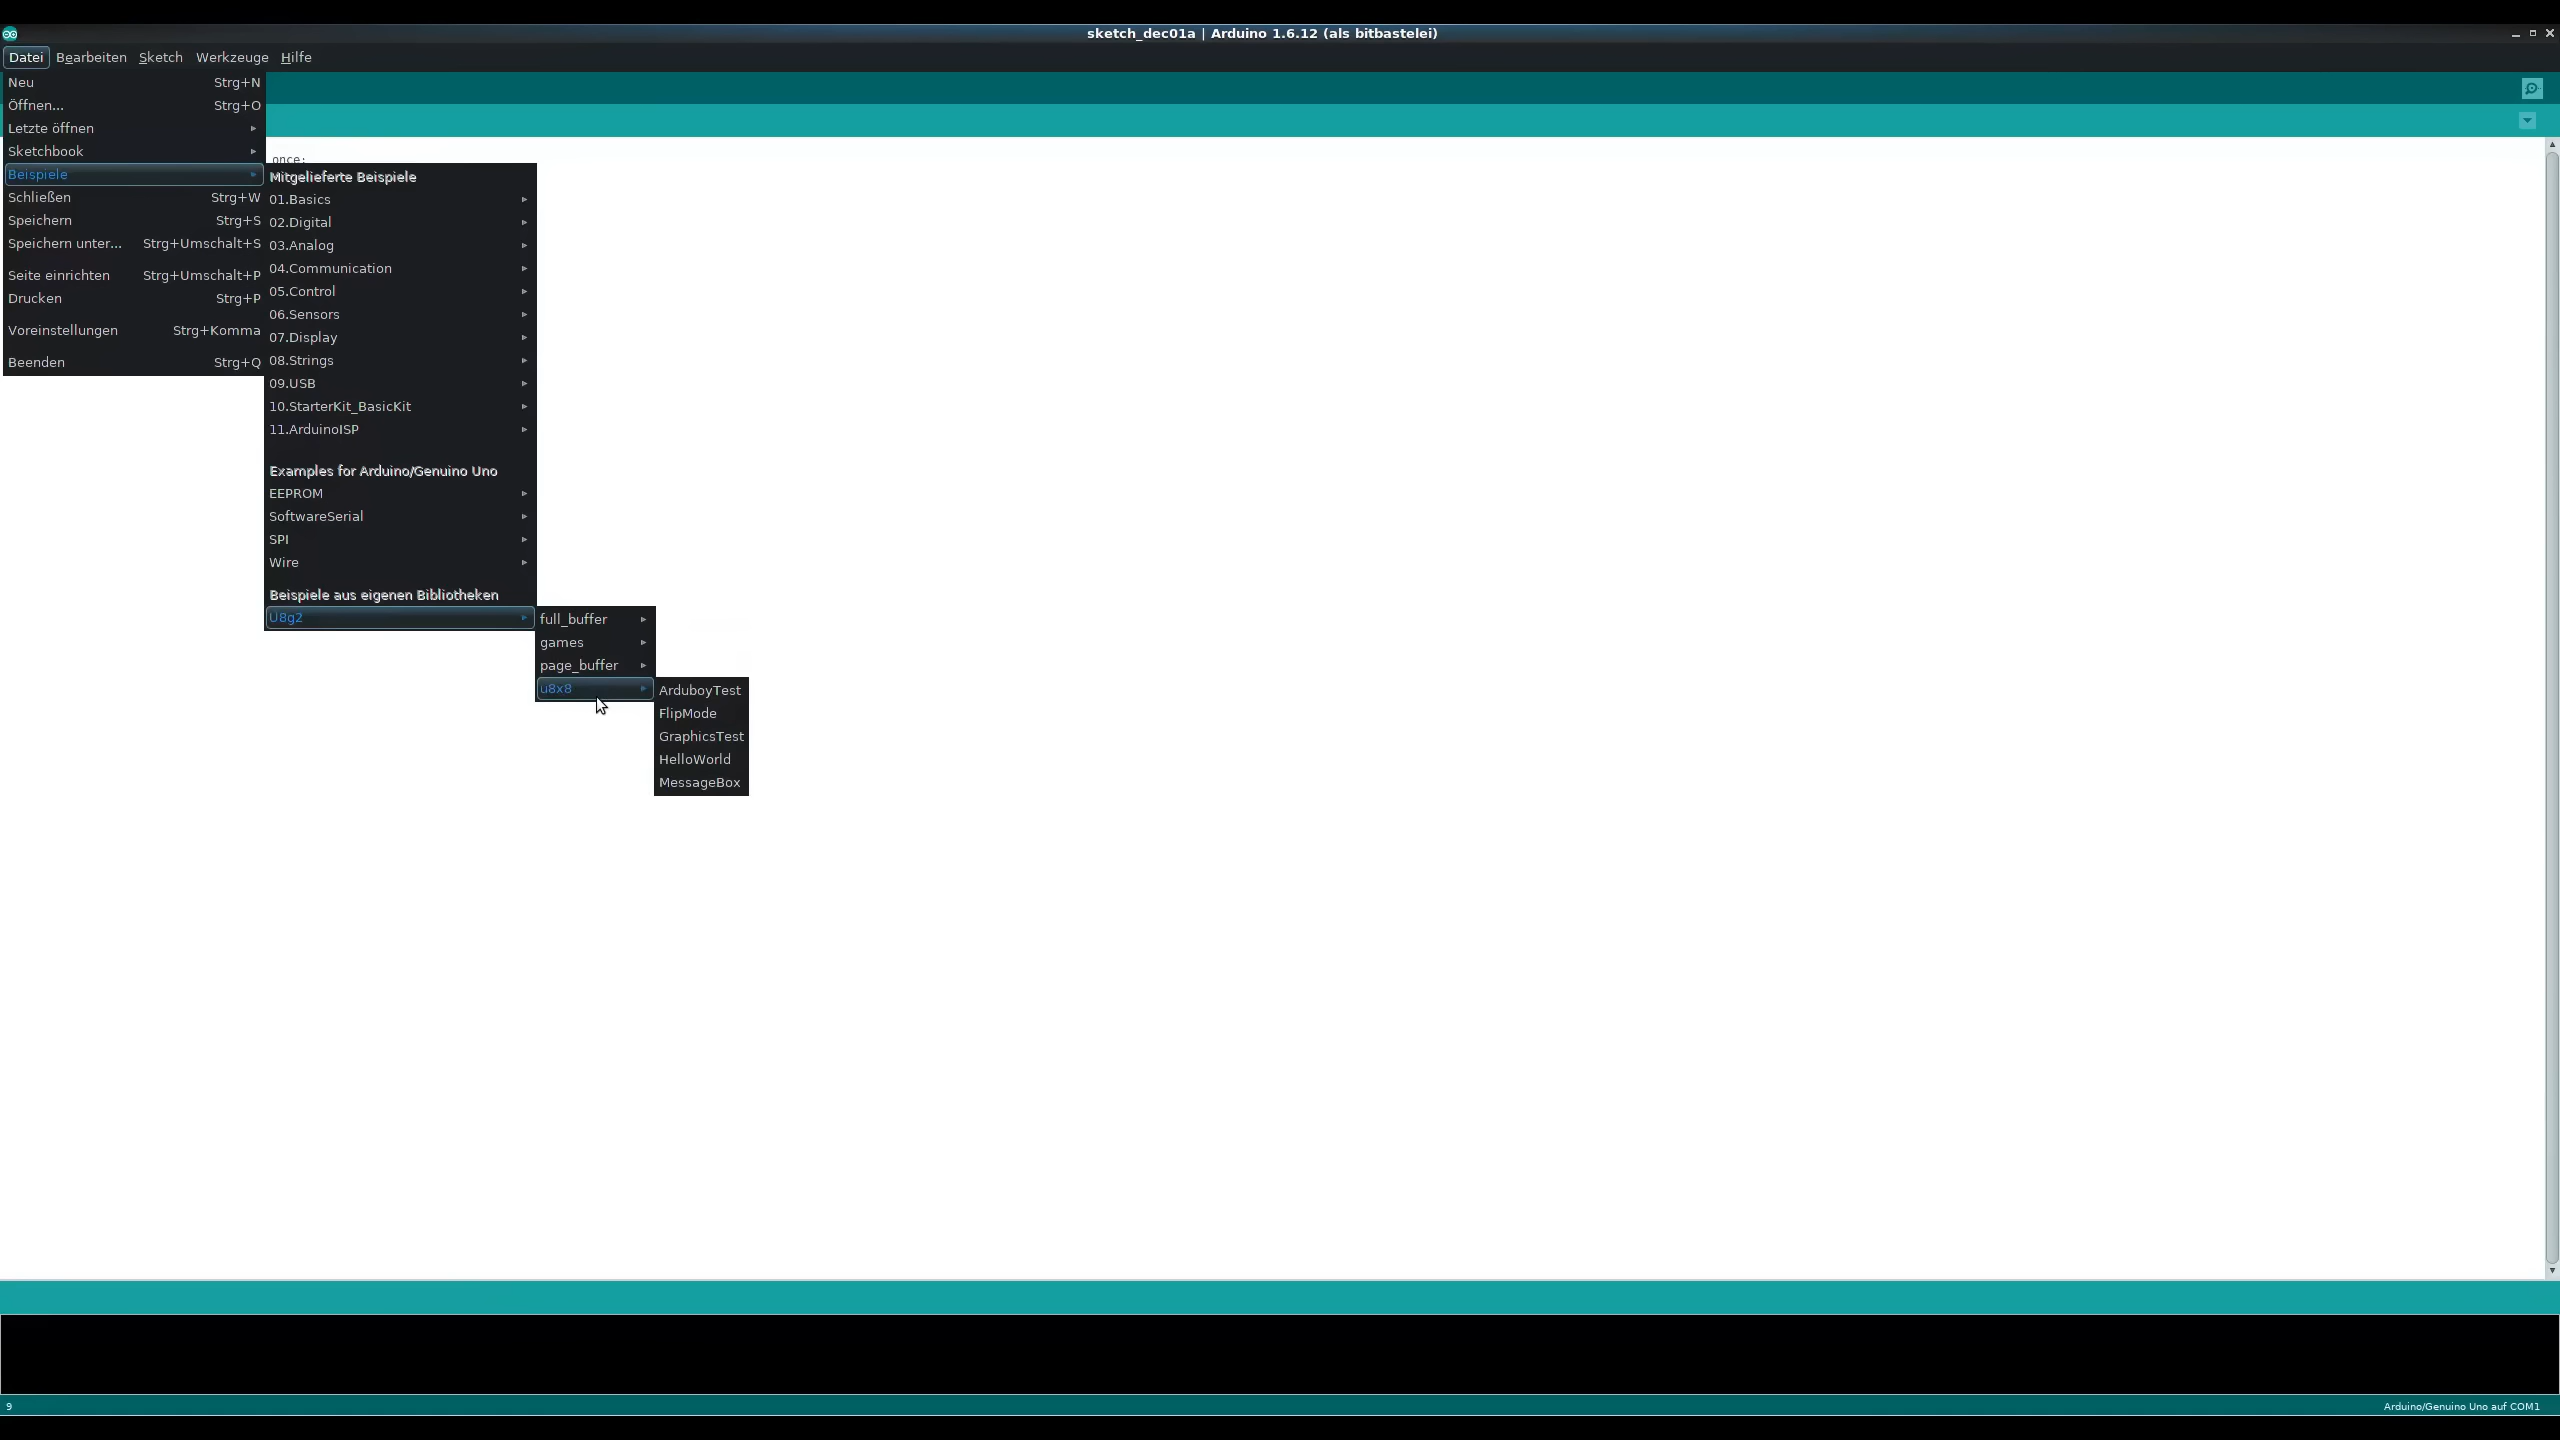 sketch_dec01a | Arduino 1.6.12 (als bitbastelei)
Datei Bearbeiten Sketch Werkzeuge Hilfe
Neu Strg+N
Öffnen... Strg+O
Letzte öffnen
Sketchbook
Beispiele
Schließen Strg+W
Speichern Strg+S
Speichern unter... Strg+Umschalt+S
Seite einrichten Strg+Umschalt+P
Drucken Strg+P
Voreinstellungen Strg+Komma
Beenden Strg+Q
once:
Mitgelieferte Beispiele
01.Basics
02.Digital
03.Analog
04.Communication
05.Control
06.Sensors
07.Display
08.Strings
09.USB
10.StarterKit_BasicKit
11.ArduinoISP
Examples for Arduino/Genuino Uno
EEPROM
SoftwareSerial
SPI
Wire
Beispiele aus eigenen Bibliotheken
U8g2
full_buffer
games
page_buffer
u8x8
ArduboyTest
FlipMode
GraphicsTest
HelloWorld
MessageBox
9
Arduino/Genuino Uno auf COM1